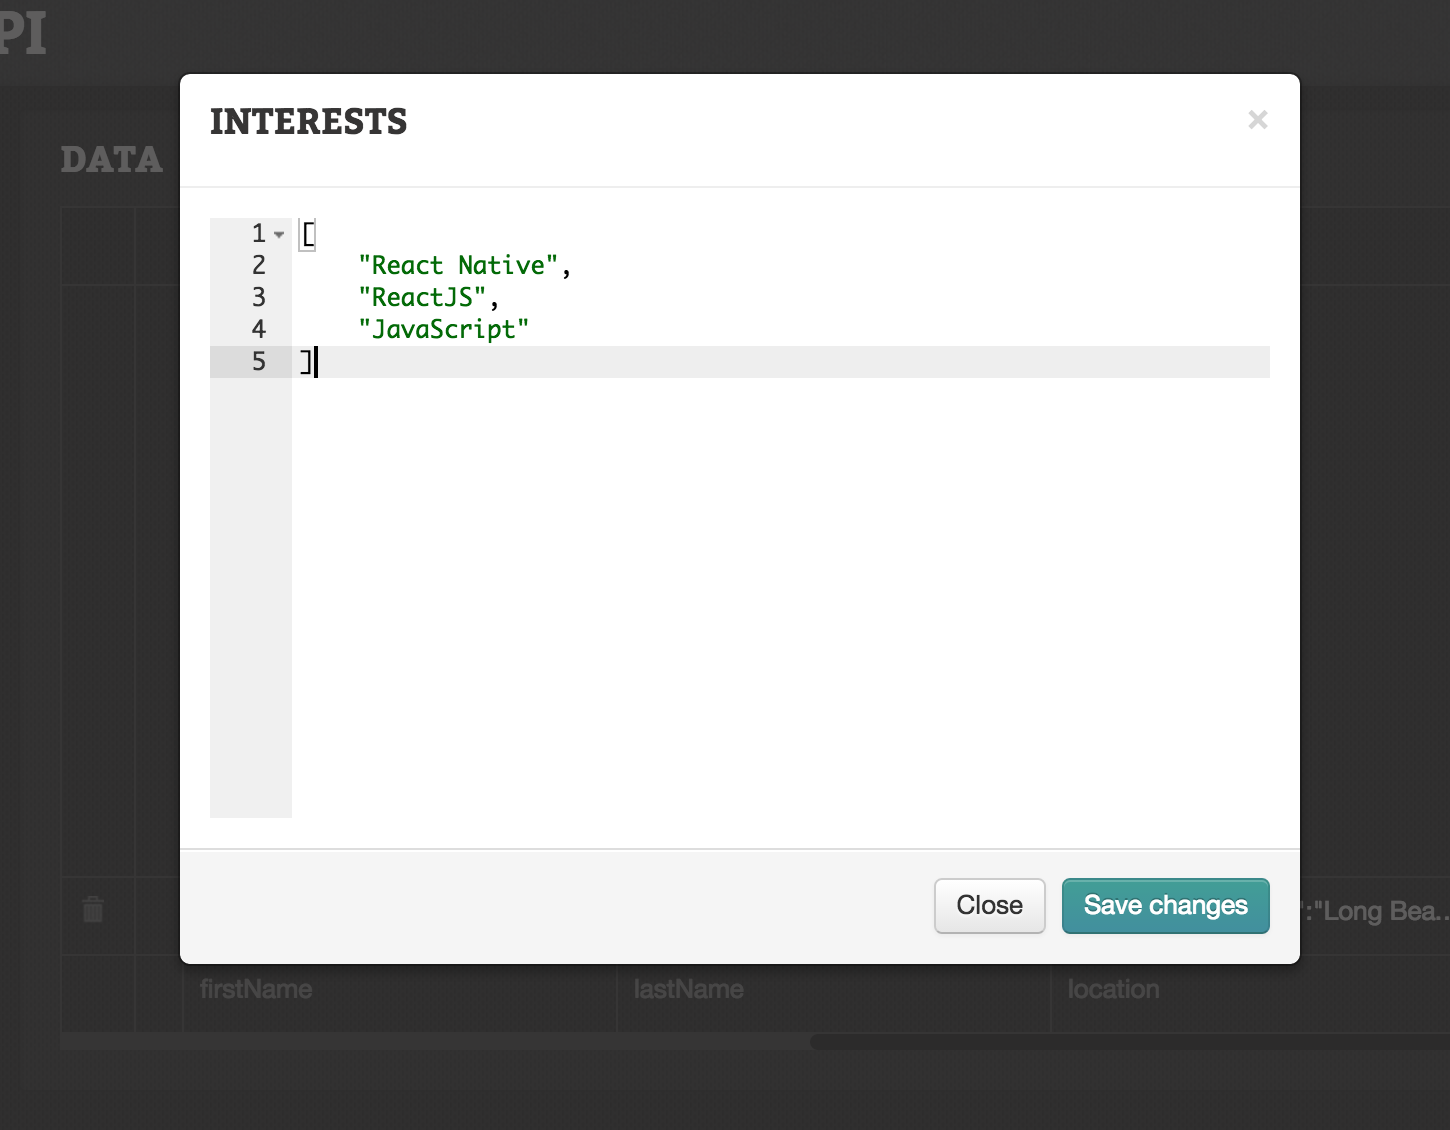 PI
DATA
INTERESTS
×
1 [
2 "React Native",
3 "ReactJS",
4 "JavaScript"
5 ]
Close
Save changes
":"Long Bea...
firstName
lastName
location